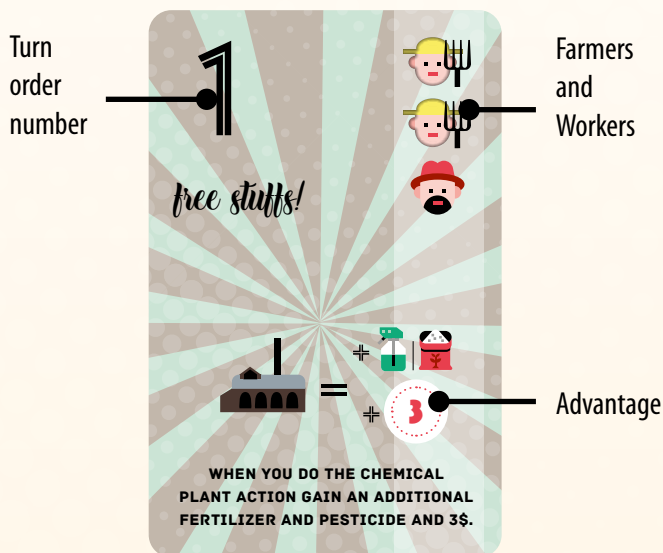 Turn
order
number
1
free stuffs!
Farmers
and
Workers
+
|
=
+ 3
Advantage
WHEN YOU DO THE CHEMICAL
PLANT ACTION GAIN AN ADDITIONAL
FERTILIZER AND PESTICIDE AND 3$.